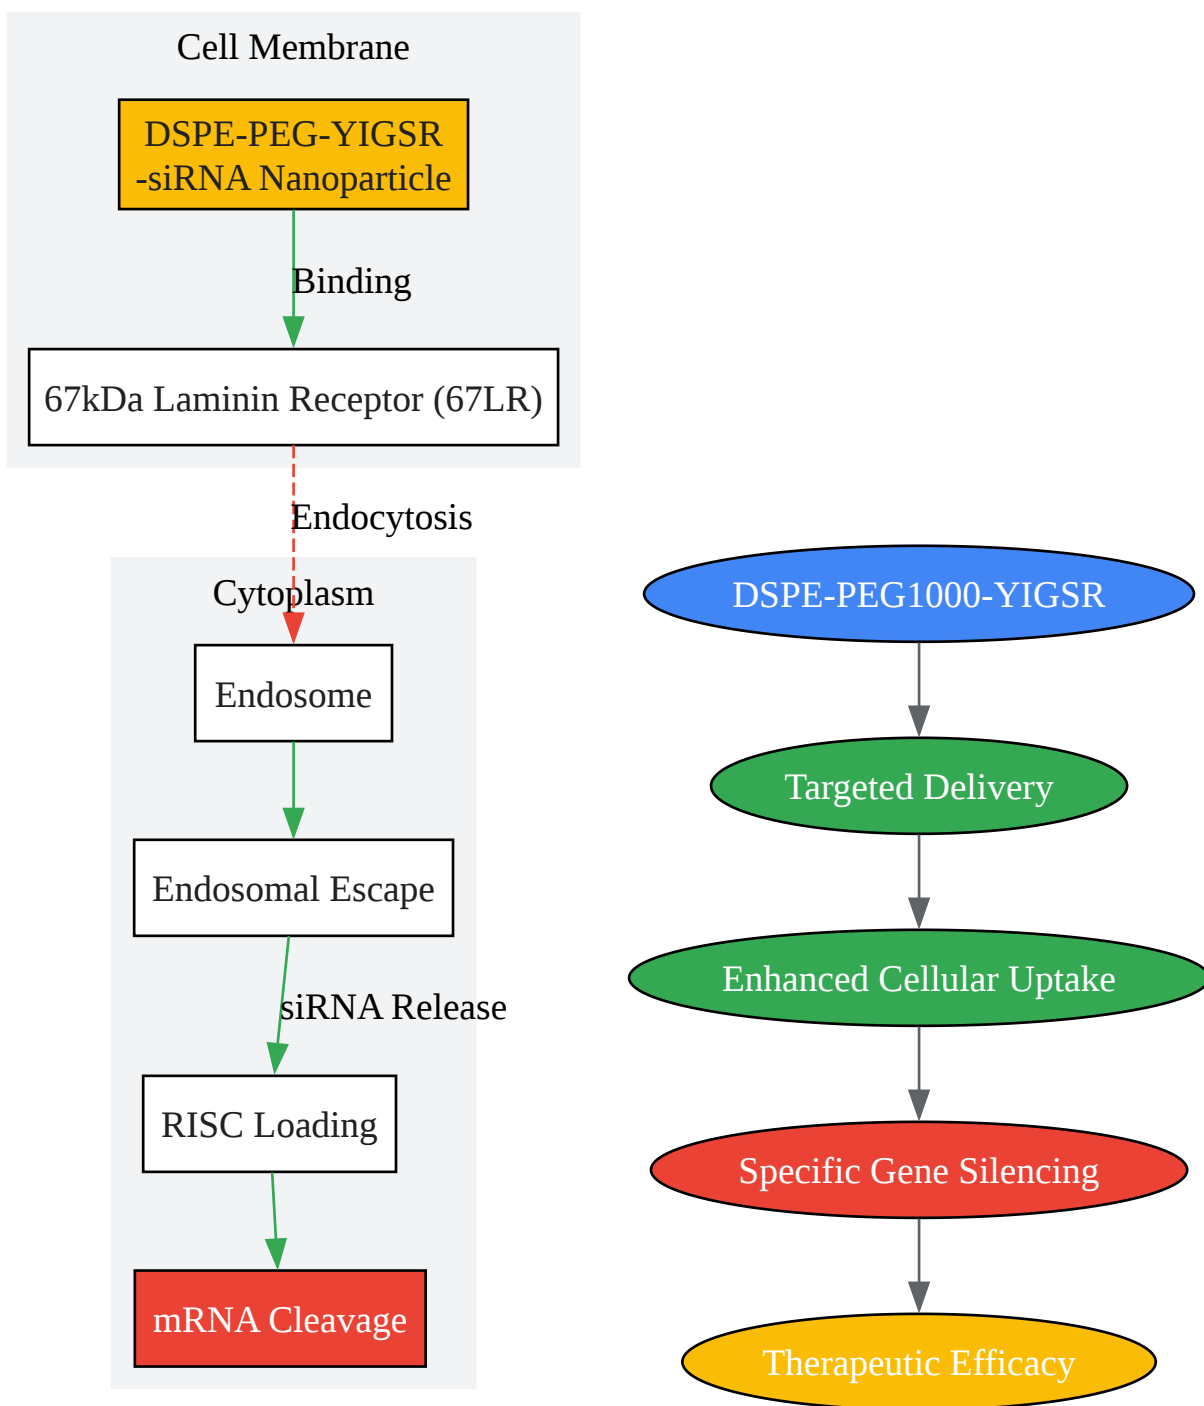 Cell Membrane
DSPE-PEG-YIGSR
-siRNA Nanoparticle
Binding
67kDa Laminin Receptor (67LR)
Endocytosis
Cytoplasm
Endosome
Endosomal Escape
siRNA Release
RISC Loading
mRNA Cleavage
DSPE-PEG1000-YIGSR
Targeted Delivery
Enhanced Cellular Uptake
Specific Gene Silencing
Therapeutic Efficacy